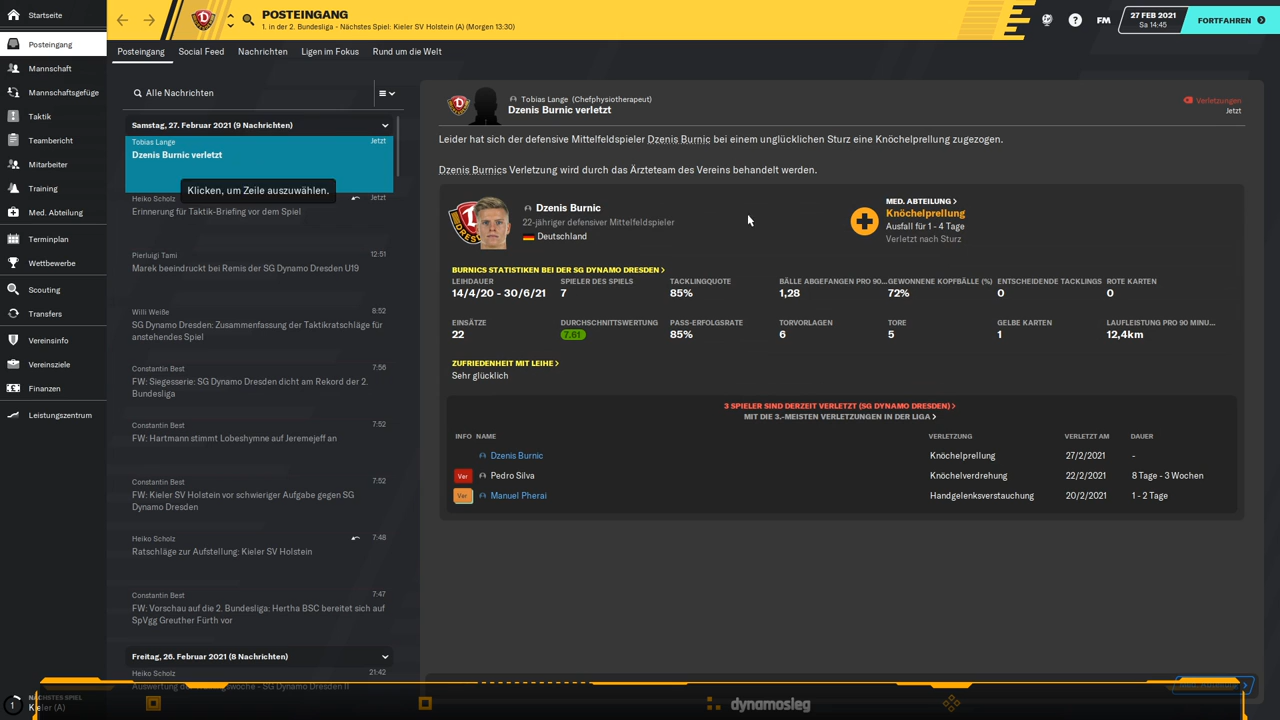 Startseite
Posteingang
Mannschaft
Mannschaftsgefüge
Taktik
Teambericht
Mitarbeiter
Training
Med. Abteilung
Terminplan
Wettbewerbe
Scouting
Transfers
Vereinsinfo
Vereinsziele
Finanzen
Leistungszentrum
1
NÄCHSTES SPIEL
Kieler (A)
POSTEINGANG
1. in der 2. Bundesliga - Nächstes Spiel: Kieler SV Holstein (A) (Morgen 13:30)
?
FM
27 FEB 2021
Sa 14:45
FORTFAHREN
Posteingang Social Feed Nachrichten Ligen im Fokus Rund um die Welt
Alle Nachrichten
Samstag, 27. Februar 2021 (9 Nachrichten)
Tobias Lange Jetzt
Dzenis Burnic verletzt
Klicken, um Zeile auszuwählen.
Heiko Scholz Jetzt
Erinnerung für Taktik-Briefing vor dem Spiel
Pierluigi Tami 12:51
Marek beeindruckt bei Remis der SG Dynamo Dresden U19
Willi Weiße 8:52
SG Dynamo Dresden: Zusammenfassung der Taktikratschläge für
anstehendes Spiel
Constantin Best 7:56
FW: Siegesserie: SG Dynamo Dresden dicht am Rekord der 2.
Bundesliga
Constantin Best 7:52
FW: Hartmann stimmt Lobeshymne auf Jeremejeff an
Constantin Best 7:52
FW: Kieler SV Holstein vor schwieriger Aufgabe gegen SG
Dynamo Dresden
Heiko Scholz 7:48
Ratschläge zur Aufstellung: Kieler SV Holstein
Constantin Best 7:47
FW: Vorschau auf die 2. Bundesliga: Hertha BSC bereitet sich auf
SpVgg Greuther Fürth vor
Freitag, 26. Februar 2021 (8 Nachrichten)
Heiko Scholz 21:42
Auswertung der Trainingswoche - SG Dynamo Dresden II
Tobias Lange (Chefphysiotherapeut)
Dzenis Burnic verletzt
Verletzungen
Jetzt
Leider hat sich der defensive Mittelfeldspieler Dzenis Burnic bei einem unglücklichen Sturz eine Knöchelprellung zugezogen.
Dzenis Burnics Verletzung wird durch das Ärzteteam des Vereins behandelt werden.
Dzenis Burnic
22-jähriger defensiver Mittelfeldspieler
Deutschland
MED. ABTEILUNG >
Knöchelprellung
Ausfall für 1 - 4 Tage
Verletzt nach Sturz
BURNICS STATISTIKEN BEI DER SG DYNAMO DRESDEN >
LEIHDAUER SPIELER DES SPIELS TACKLINGQUOTE BÄLLE ABGEFANGEN PRO 90... GEWONNENE KOPFBÄLLE (%) ENTSCHEIDENDE TACKLINGS ROTE KARTEN
14/4/20 - 30/6/21 7 85% 1,28 72% 0 0
EINSÄTZE DURCHSCHNITTSWERTUNG PASS-ERFOLGSRATE TORVORLAGEN TORE GELBE KARTEN LAUFLEISTUNG PRO 90 MINU...
22 7.61 85% 6 5 1 12,4km
ZUFRIEDENHEIT MIT LEIHE >
Sehr glücklich
3 SPIELER SIND DERZEIT VERLETZT (SG DYNAMO DRESDEN) >
MIT DIE 3.-MEISTEN VERLETZUNGEN IN DER LIGA >
INFO NAME VERLETZUNG VERLETZT AM DAUER
Dzenis Burnic Knöchelprellung 27/2/2021 -
Ver Pedro Silva Knöchelverdrehung 22/2/2021 8 Tage - 3 Wochen
Ver Manuel Pherai Handgelenksverstauchung 20/2/2021 1 - 2 Tage
dynamosleg